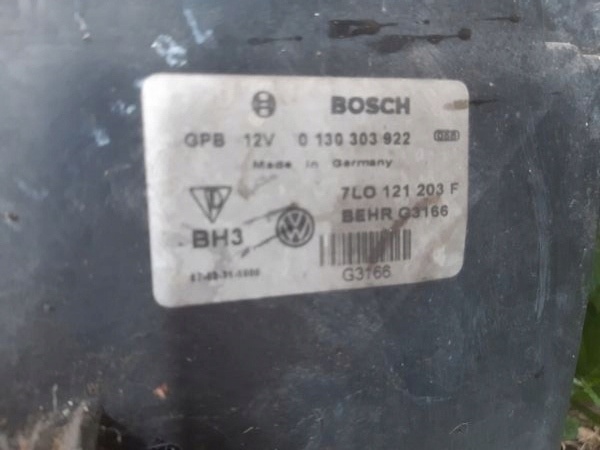 BOSCH
GPB 12V 0 130 303 922
Made in Germany
7L0 121 203 F
BEHR G3166
BH3
G3166